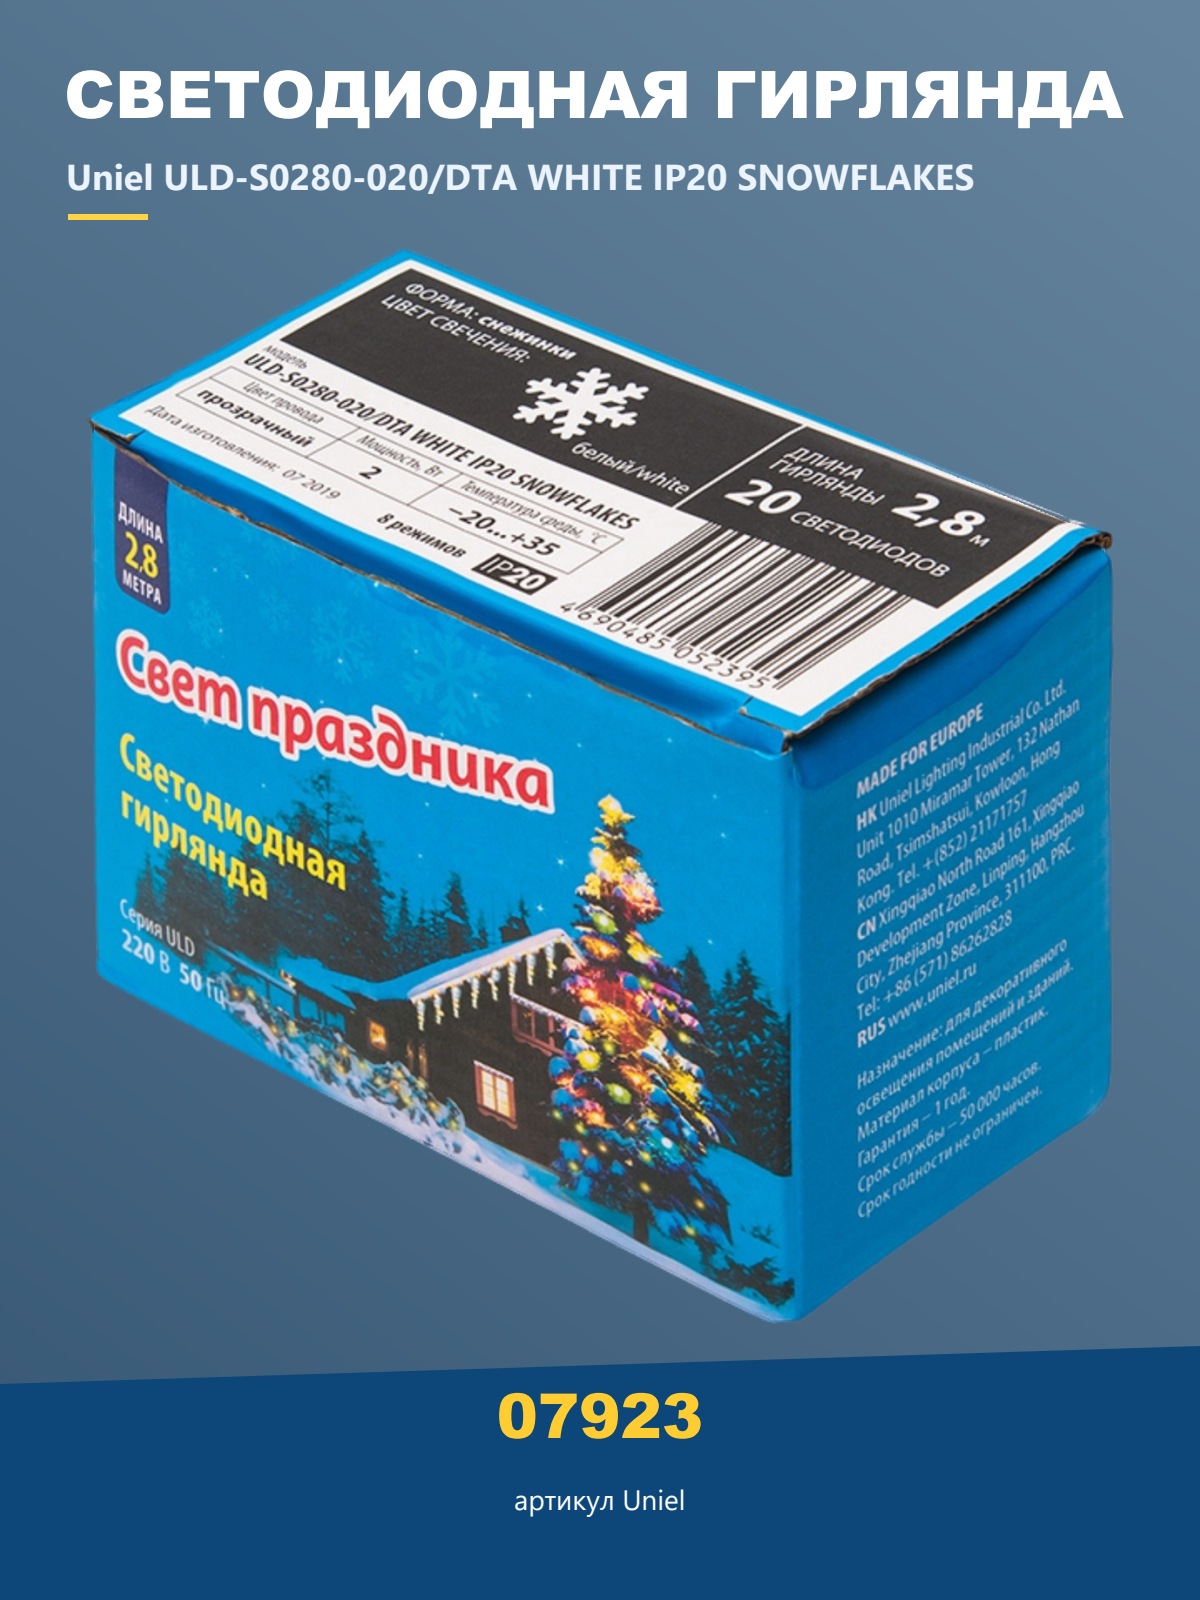 СВЕТОДИОДНАЯ ГИРЛЯНДА
Uniel ULD-S0280-020/DTA WHITE IP20 SNOWFLAKES
ФОРМА: снежинки
ЦВЕТ СВЕЧЕНИЯ:
белый/white
ДЛИНА
ГИРЛЯНДЫ 2,8 м
20 СВЕТОДИОДОВ
модель
ULD-S0280-020/DTA WHITE IP20 SNOWFLAKES
Цвет провода
прозрачный
Мощность, Вт
2
Температура среды, °C
−20...+35
Дата изготовления: 07 2019
8 режимов
IP20
4 690485 052395
ДЛИНА
2,8
МЕТРА
Свет праздника
Светодиодная
гирлянда
Серия ULD
220 В 50 Гц
MADE FOR EUROPE
HK Uniel Lighting Industrial Co. Ltd.
Unit 1010 Miramar Tower, 132 Nathan
Road, Tsimshatsui, Kowloon, Hong
Kong. Tel. +(852) 21171757
CN Xingqiao North Road 161, Xingqiao
Development Zone, Linping, Hangzhou
City, Zhejiang Province, 311100, PRC.
Tel: +86 (571) 86262828
RUS www.uniel.ru
Назначение: для декоративного
освещения помещений и зданий.
Материал корпуса – пластик.
Гарантия – 1 год.
Срок службы – 50 000 часов.
Срок годности не ограничен.
07923
артикул Uniel